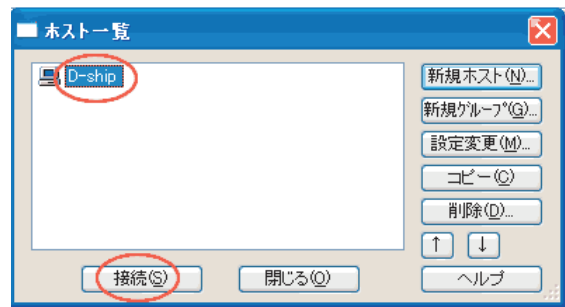 ホスト一覧
D-ship
新規ホスト(N)...
新規グループ(G)...
設定変更(M)...
コピー(C)
削除(D)...
↑ ↓
接続(S) 閉じる(O) ヘルプ